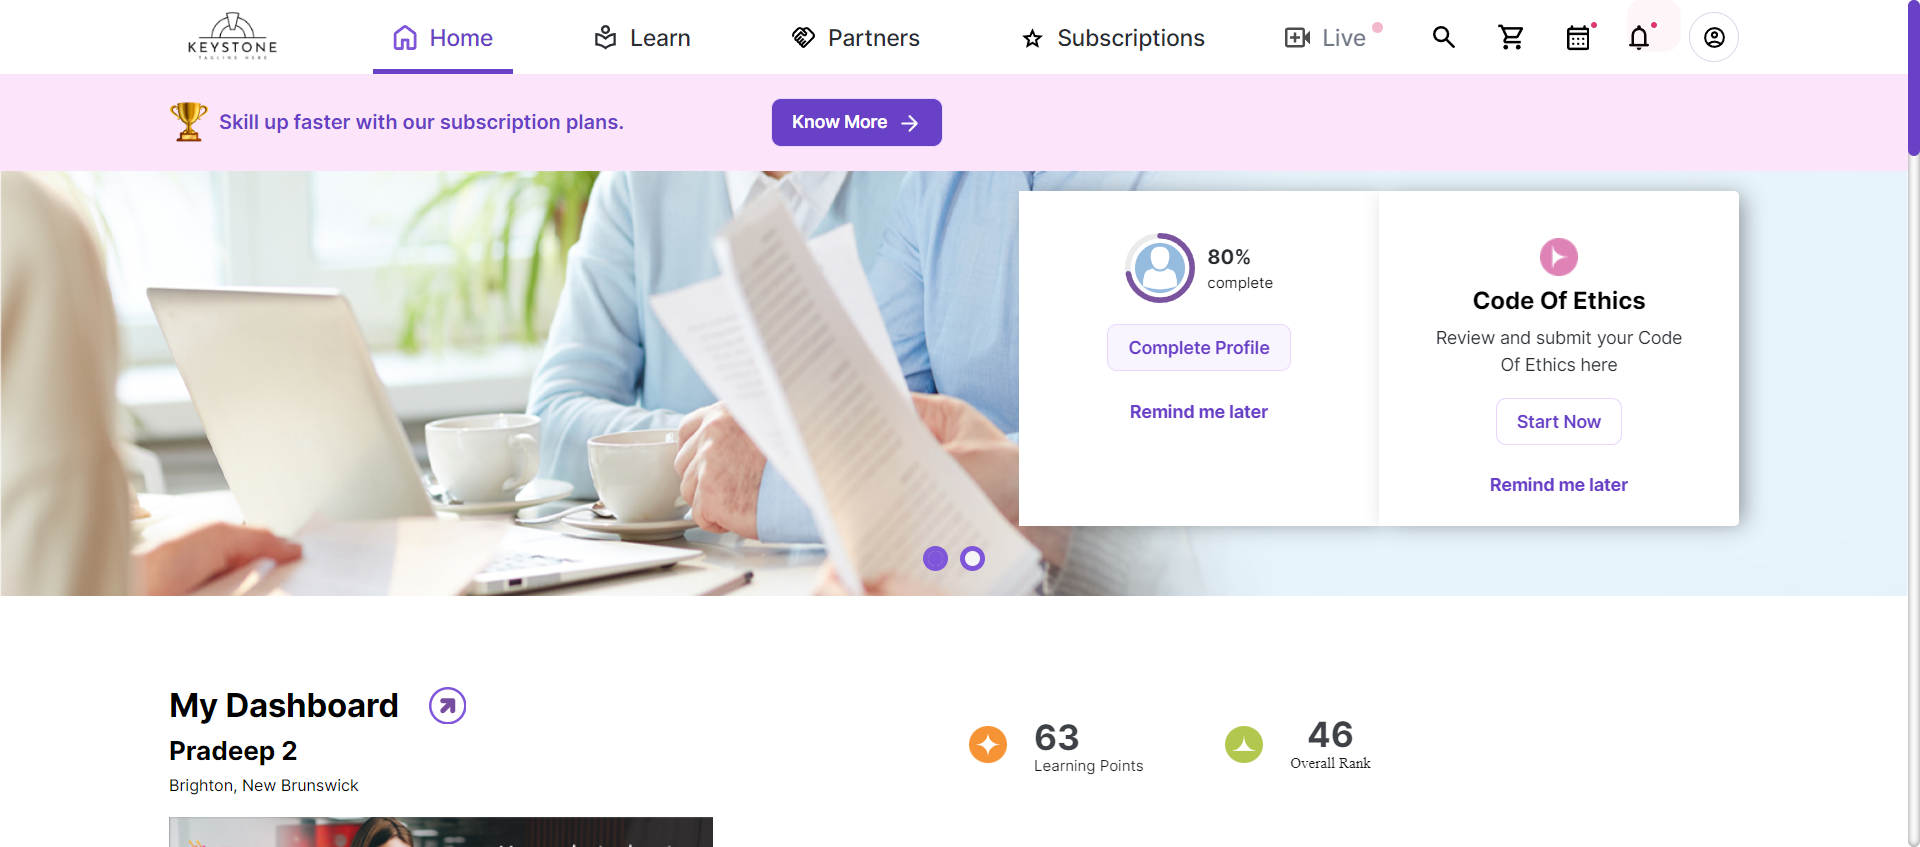 KEYSTONE
TAGLINE HERE
Home
Learn
Partners
Subscriptions
Live
Skill up faster with our subscription plans.
Know More
80%
complete
Complete Profile
Remind me later
Code Of Ethics
Review and submit your Code
Of Ethics here
Start Now
Remind me later
My Dashboard
Pradeep 2
Brighton, New Brunswick
63
Learning Points
46
Overall Rank